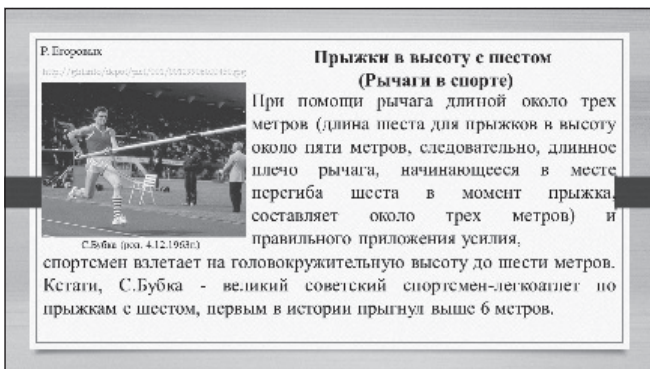 Р. Егоровых
Прыжки в высоту с шестом
(Рычаги в спорте)
При помощи рычага длиной около трех
метров (длина шеста для прыжков в высоту
около пяти метров, следовательно, длинное
плечо рычага, начинающееся в месте
перегиба шеста в момент прыжка,
составляет около трех метров) и
правильного приложения усилия,
С.Бубка (род. 4.12.1963г.)
спортсмен взлетает на головокружительную высоту до шести метров.
Кстати, С.Бубка - великий советский спортсмен-легкоатлет по
прыжкам с шестом, первым в истории прыгнул выше 6 метров.